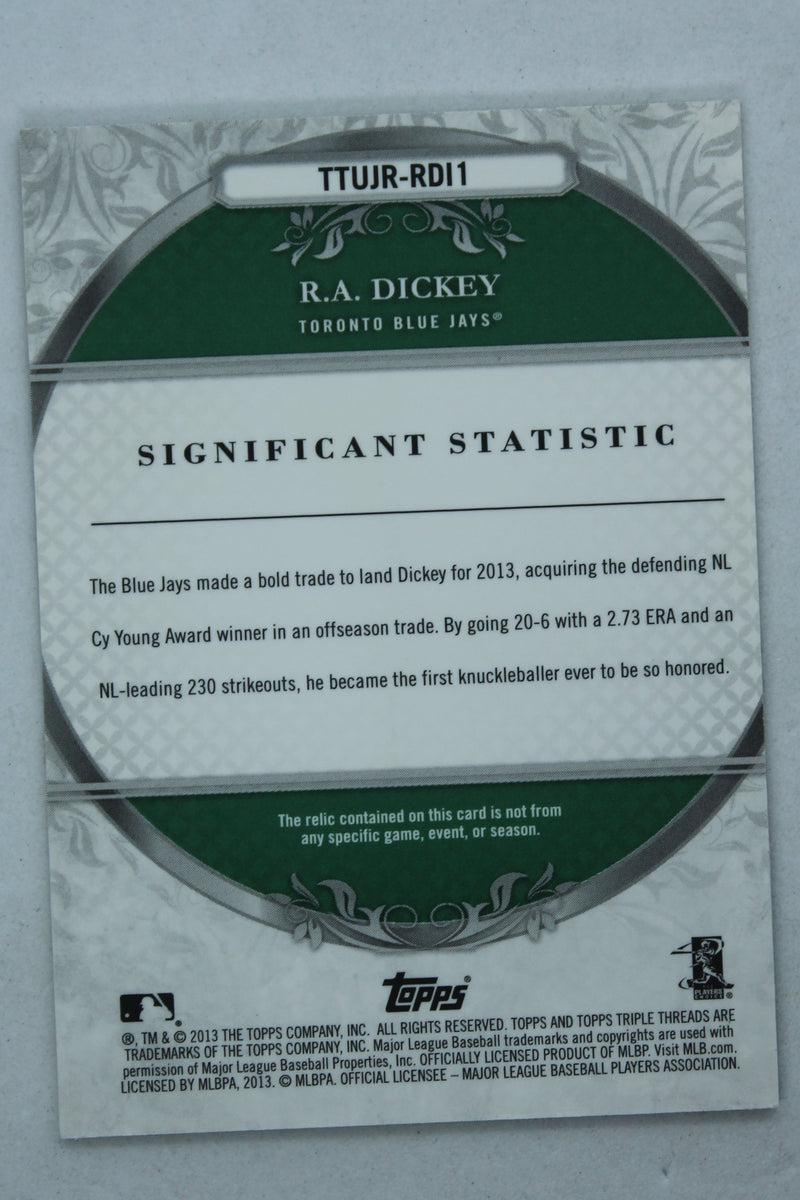 TTUJR-RDI1
R.A. DICKEY
TORONTO BLUE JAYS®
SIGNIFICANT STATISTIC
The Blue Jays made a bold trade to land Dickey for 2013, acquiring the defending NL
Cy Young Award winner in an offseason trade. By going 20-6 with a 2.73 ERA and an
NL-leading 230 strikeouts, he became the first knuckleballer ever to be so honored.
The relic contained on this card is not from
any specific game, event, or season.
TOPPS®
PLAYERS
CHOICE ®
®, TM & © 2013 THE TOPPS COMPANY, INC. ALL RIGHTS RESERVED. TOPPS AND TOPPS TRIPLE THREADS ARE
TRADEMARKS OF THE TOPPS COMPANY, INC. Major League Baseball trademarks and copyrights are used with
permission of Major League Baseball Properties, Inc. OFFICIALLY LICENSED PRODUCT OF MLBP. Visit MLB.com.
LICENSED BY MLBPA, 2013. © MLBPA. OFFICIAL LICENSEE – MAJOR LEAGUE BASEBALL PLAYERS ASSOCIATION.